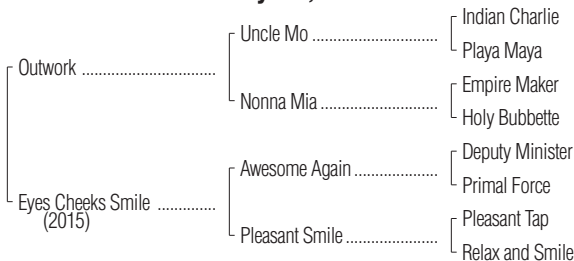 Indian Charlie
Uncle Mo ..............................
Playa Maya
Outwork ................................
Empire Maker
Nonna Mia ............................
Holy Bubbette
Deputy Minister
Awesome Again ....................
Primal Force
Eyes Cheeks Smile ..............
(2015)
Pleasant Tap
Pleasant Smile ......................
Relax and Smile